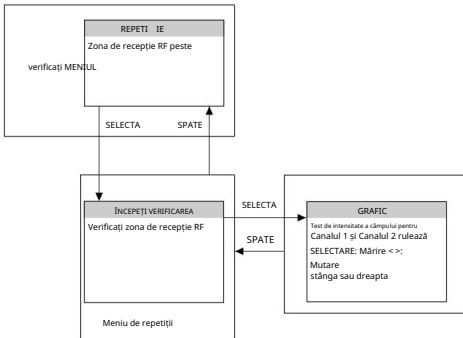 REPETI IE
Zona de recepție RF peste
verificați MENIUL
SELECTA
SPATE
ÎNCEPEȚI VERIFICAREA
Verificați zona de recepție RF
Meniu de repetiții
SELECTA
SPATE
GRAFIC
Test de intensitate a câmpului pentru
Canalul 1 și Canalul 2 rulează
SELECTARE: Mărire < >:
Mutare
stânga sau dreapta